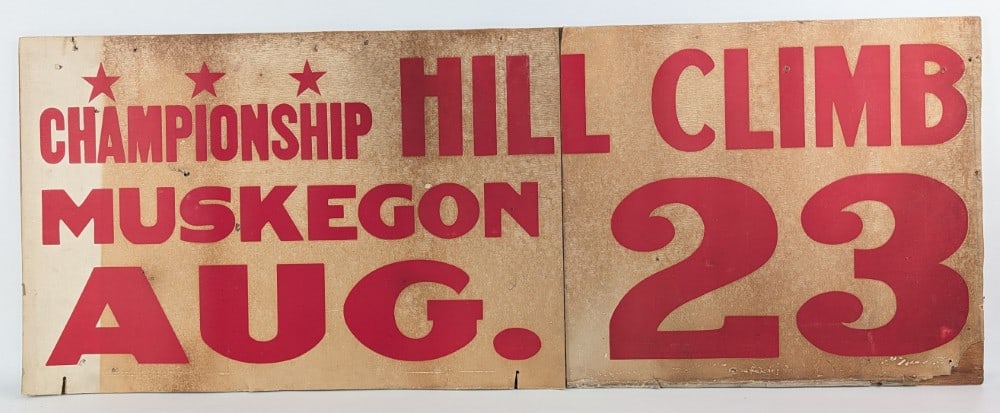 CHAMPIONSHIP HILL CLIMB
MUSKEGON
AUG. 23